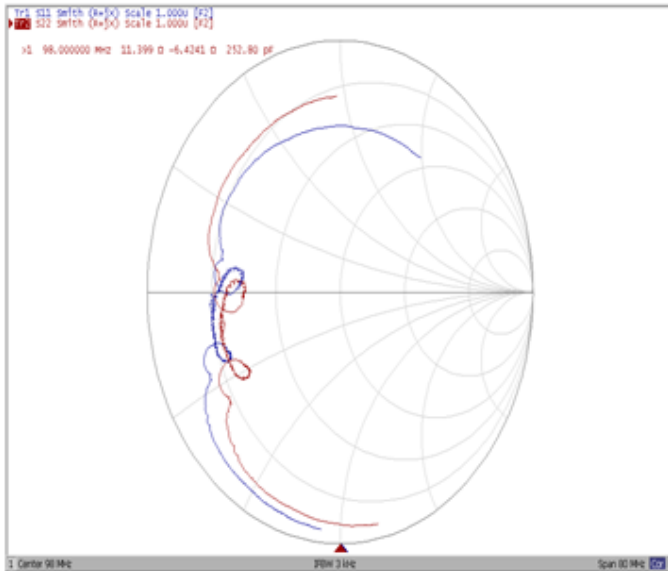 Tr1 S11 Smith (R+jX) Scale 1.000U [F2]
Tr2 S22 Smith (R+jX) Scale 1.000U [F2]
>1 98.000000 MHz 11.399 Ω -6.4241 Ω 252.80 pF
1 Center 98 MHz IFBW 3 kHz Span 80 MHz Cor